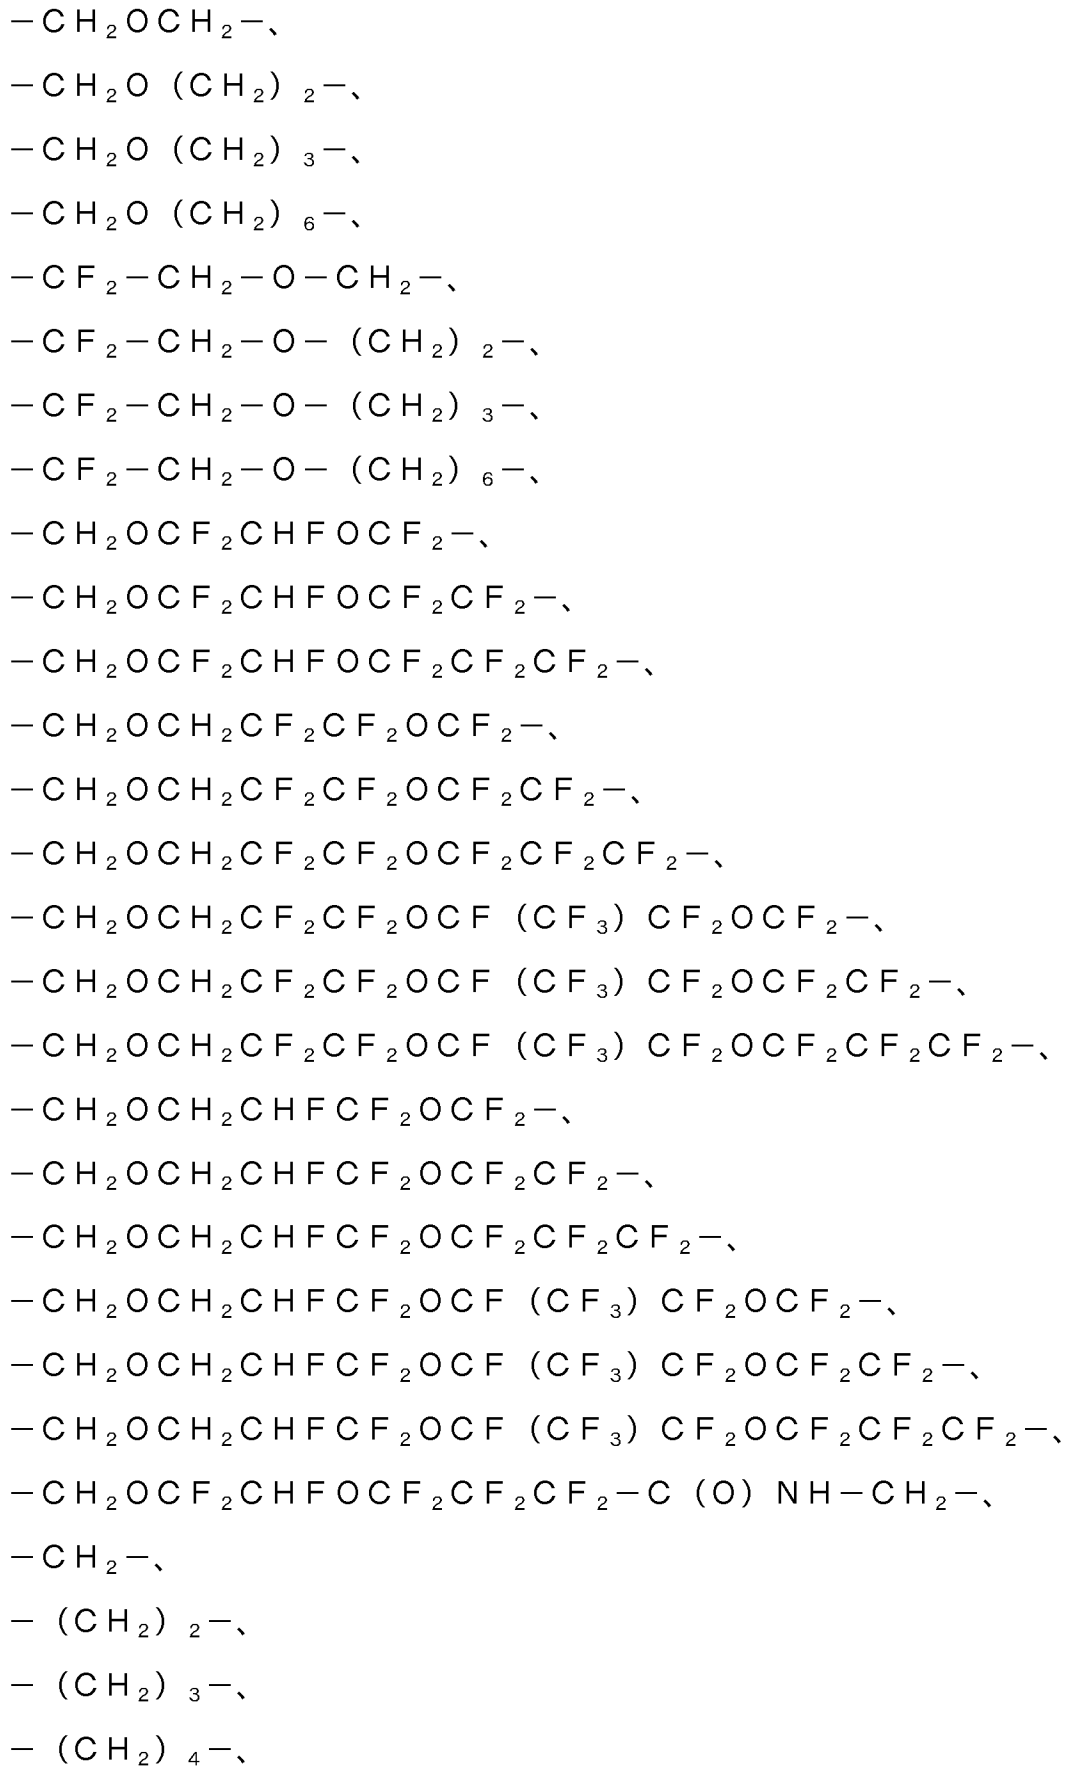 －ＣＨ₂ＯＣＨ₂－、
－ＣＨ₂Ｏ（ＣＨ₂）₂－、
－ＣＨ₂Ｏ（ＣＨ₂）₃－、
－ＣＨ₂Ｏ（ＣＨ₂）₆－、
－ＣＦ₂－ＣＨ₂－Ｏ－ＣＨ₂－、
－ＣＦ₂－ＣＨ₂－Ｏ－（ＣＨ₂）₂－、
－ＣＦ₂－ＣＨ₂－Ｏ－（ＣＨ₂）₃－、
－ＣＦ₂－ＣＨ₂－Ｏ－（ＣＨ₂）₆－、
－ＣＨ₂ＯＣＦ₂ＣＨＦＯＣＦ₂－、
－ＣＨ₂ＯＣＦ₂ＣＨＦＯＣＦ₂ＣＦ₂－、
－ＣＨ₂ＯＣＦ₂ＣＨＦＯＣＦ₂ＣＦ₂ＣＦ₂－、
－ＣＨ₂ＯＣＨ₂ＣＦ₂ＣＦ₂ＯＣＦ₂－、
－ＣＨ₂ＯＣＨ₂ＣＦ₂ＣＦ₂ＯＣＦ₂ＣＦ₂－、
－ＣＨ₂ＯＣＨ₂ＣＦ₂ＣＦ₂ＯＣＦ₂ＣＦ₂ＣＦ₂－、
－ＣＨ₂ＯＣＨ₂ＣＦ₂ＣＦ₂ＯＣＦ（ＣＦ₃）ＣＦ₂ＯＣＦ₂－、
－ＣＨ₂ＯＣＨ₂ＣＦ₂ＣＦ₂ＯＣＦ（ＣＦ₃）ＣＦ₂ＯＣＦ₂ＣＦ₂－、
－ＣＨ₂ＯＣＨ₂ＣＦ₂ＣＦ₂ＯＣＦ（ＣＦ₃）ＣＦ₂ＯＣＦ₂ＣＦ₂ＣＦ₂－、
－ＣＨ₂ＯＣＨ₂ＣＨＦＣＦ₂ＯＣＦ₂－、
－ＣＨ₂ＯＣＨ₂ＣＨＦＣＦ₂ＯＣＦ₂ＣＦ₂－、
－ＣＨ₂ＯＣＨ₂ＣＨＦＣＦ₂ＯＣＦ₂ＣＦ₂ＣＦ₂－、
－ＣＨ₂ＯＣＨ₂ＣＨＦＣＦ₂ＯＣＦ（ＣＦ₃）ＣＦ₂ＯＣＦ₂－、
－ＣＨ₂ＯＣＨ₂ＣＨＦＣＦ₂ＯＣＦ（ＣＦ₃）ＣＦ₂ＯＣＦ₂ＣＦ₂－、
－ＣＨ₂ＯＣＨ₂ＣＨＦＣＦ₂ＯＣＦ（ＣＦ₃）ＣＦ₂ＯＣＦ₂ＣＦ₂ＣＦ₂－、
－ＣＨ₂ＯＣＦ₂ＣＨＦＯＣＦ₂ＣＦ₂ＣＦ₂－Ｃ（Ｏ）ＮＨ－ＣＨ₂－、
－ＣＨ₂－、
－（ＣＨ₂）₂－、
－（ＣＨ₂）₃－、
－（ＣＨ₂）₄－、